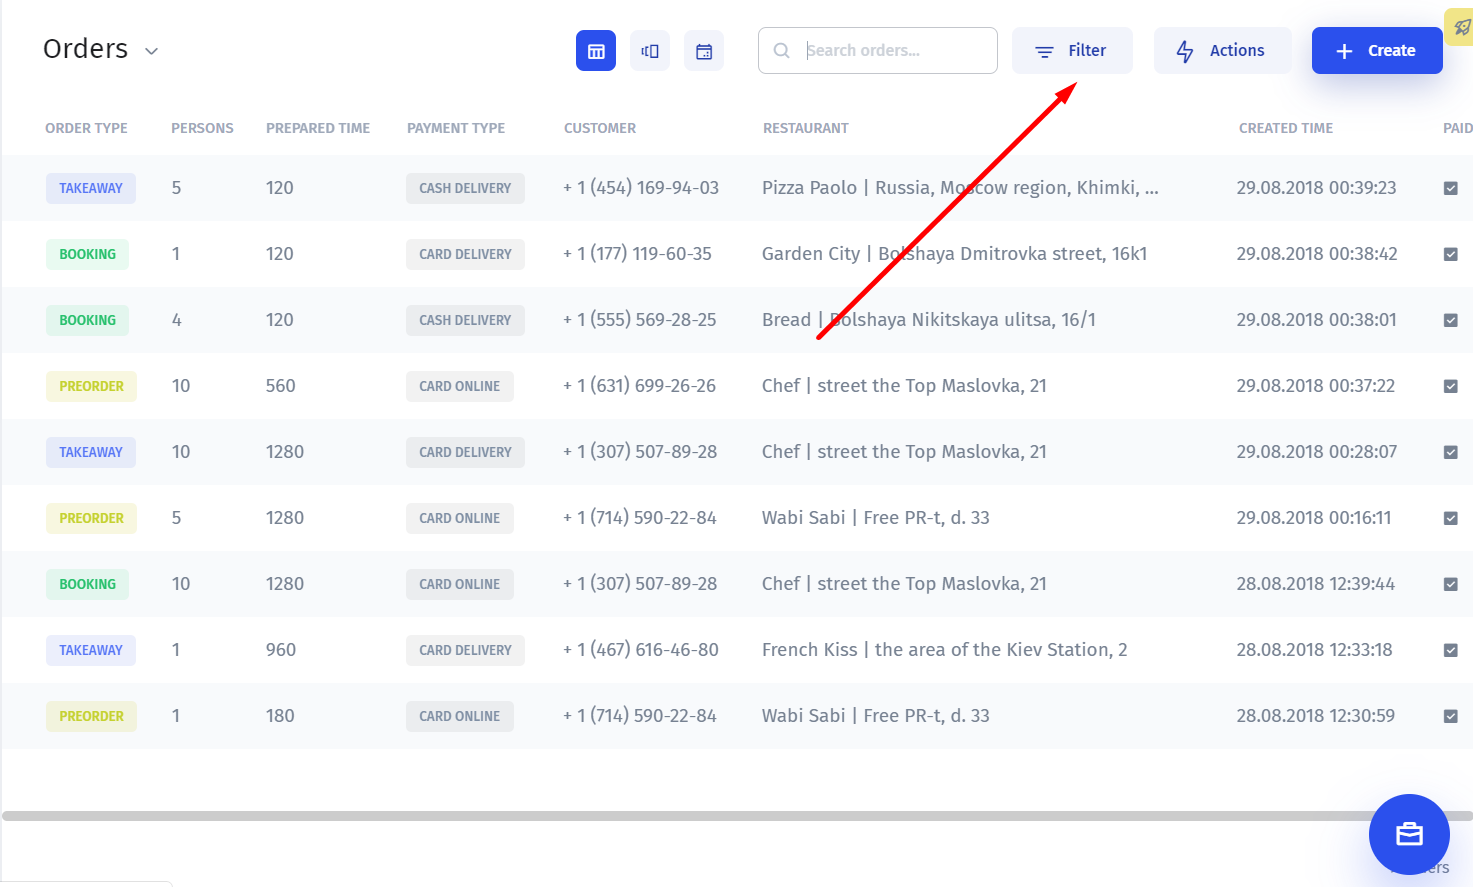 Orders
Search orders...
Filter
Actions
Create
ORDER TYPE PERSONS PREPARED TIME PAYMENT TYPE CUSTOMER RESTAURANT CREATED TIME PAID
TAKEAWAY 5 120 CASH DELIVERY + 1 (454) 169-94-03 Pizza Paolo | Russia, Moscow region, Khimki, ... 29.08.2018 00:39:23
BOOKING 1 120 CARD DELIVERY + 1 (177) 119-60-35 Garden City | Bolshaya Dmitrovka street, 16k1 29.08.2018 00:38:42
BOOKING 4 120 CASH DELIVERY + 1 (555) 569-28-25 Bread | Bolshaya Nikitskaya ulitsa, 16/1 29.08.2018 00:38:01
PREORDER 10 560 CARD ONLINE + 1 (631) 699-26-26 Chef | street the Top Maslovka, 21 29.08.2018 00:37:22
TAKEAWAY 10 1280 CARD DELIVERY + 1 (307) 507-89-28 Chef | street the Top Maslovka, 21 29.08.2018 00:28:07
PREORDER 5 1280 CARD ONLINE + 1 (714) 590-22-84 Wabi Sabi | Free PR-t, d. 33 29.08.2018 00:16:11
BOOKING 10 1280 CARD ONLINE + 1 (307) 507-89-28 Chef | street the Top Maslovka, 21 28.08.2018 12:39:44
TAKEAWAY 1 960 CARD DELIVERY + 1 (467) 616-46-80 French Kiss | the area of the Kiev Station, 2 28.08.2018 12:33:18
PREORDER 1 180 CARD ONLINE + 1 (714) 590-22-84 Wabi Sabi | Free PR-t, d. 33 28.08.2018 12:30:59